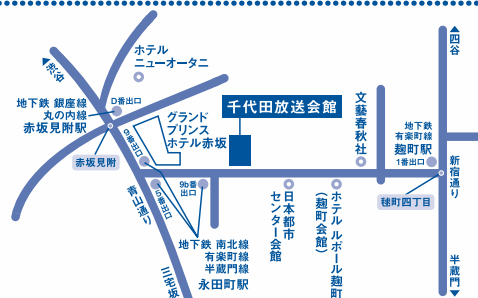 渋谷
ホテル
ニューオータニ
地下鉄 銀座線
丸の内線
赤坂見附駅
D番出口
赤坂見附
グランド
プリンス
ホテル赤坂
9番出口
千代田放送会館
文藝春秋社
四谷
地下鉄
有楽町線
麹町駅
1番出口
新宿通り
毬町四丁目
半蔵門
青山通り
5番出口
9b番
出口
地下鉄 南北線
有楽町線
半蔵門線
永田町駅
三宅坂
日本都市
センター会館
ホテル ルポール麹町
(麹町会館)